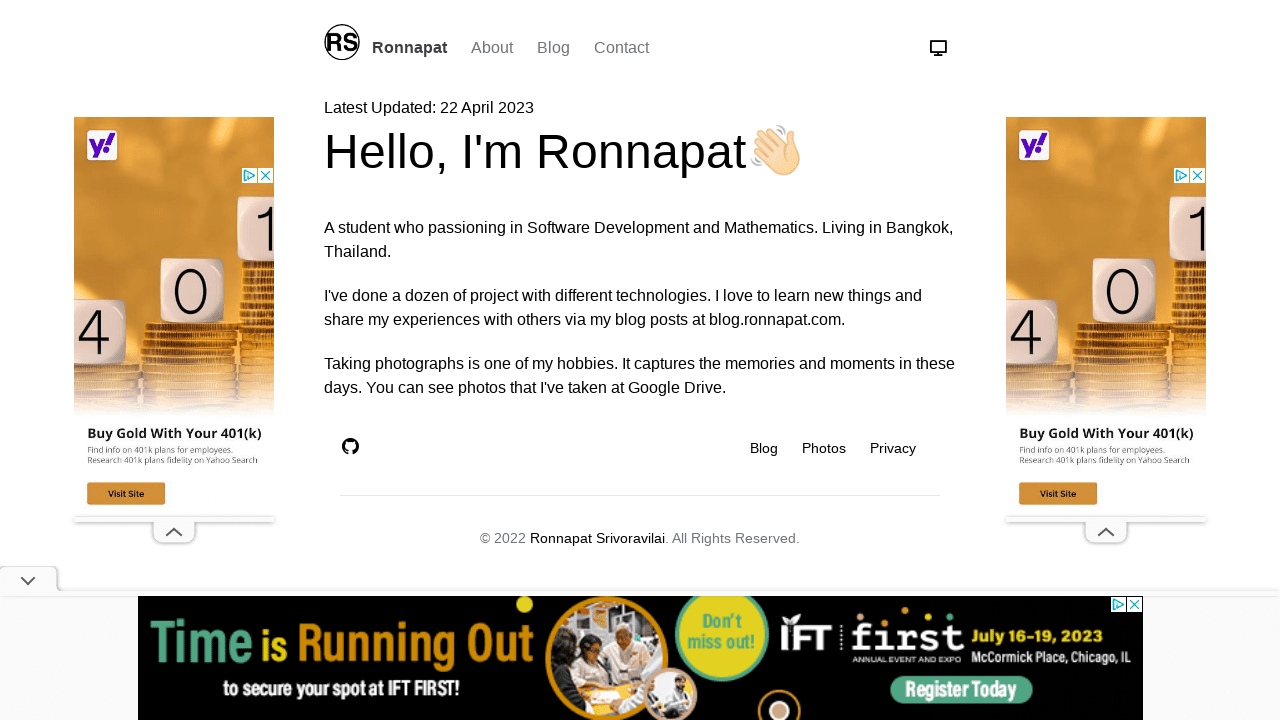 RS Ronnapat About Blog Contact
Latest Updated: 22 April 2023
Hello, I'm Ronnapat
A student who passioning in Software Development and Mathematics. Living in Bangkok,
Thailand.
I've done a dozen of project with different technologies. I love to learn new things and
share my experiences with others via my blog posts at blog.ronnapat.com.
Taking photographs is one of my hobbies. It captures the memories and moments in these
days. You can see photos that I've taken at Google Drive.
Blog Photos Privacy
© 2022 Ronnapat Srivoravilai. All Rights Reserved.
y!
1
0
4
Buy Gold With Your 401(k)
Find info on 401k plans for employees.
Research 401k plans fidelity on Yahoo Search
Visit Site
y!
1
0
4
Buy Gold With Your 401(k)
Find info on 401k plans for employees.
Research 401k plans fidelity on Yahoo Search
Visit Site
Time is Running Out
to secure your spot at IFT FIRST!
Don't
miss out!
IFT first
ANNUAL EVENT AND EXPO
July 16-19, 2023
McCormick Place, Chicago, IL
Register Today